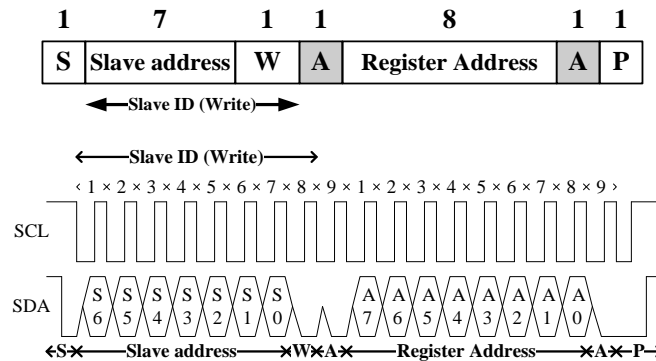 1 7 1 1 8 1 1
S Slave address W A Register Address A P
Slave ID (Write)
Slave ID (Write)
1 2 3 4 5 6 7 8 9 1 2 3 4 5 6 7 8 9
SCL
SDA S6 S5 S4 S3 S2 S1 S0 A7 A6 A5 A4 A3 A2 A1 A0
S Slave address W A Register Address A P